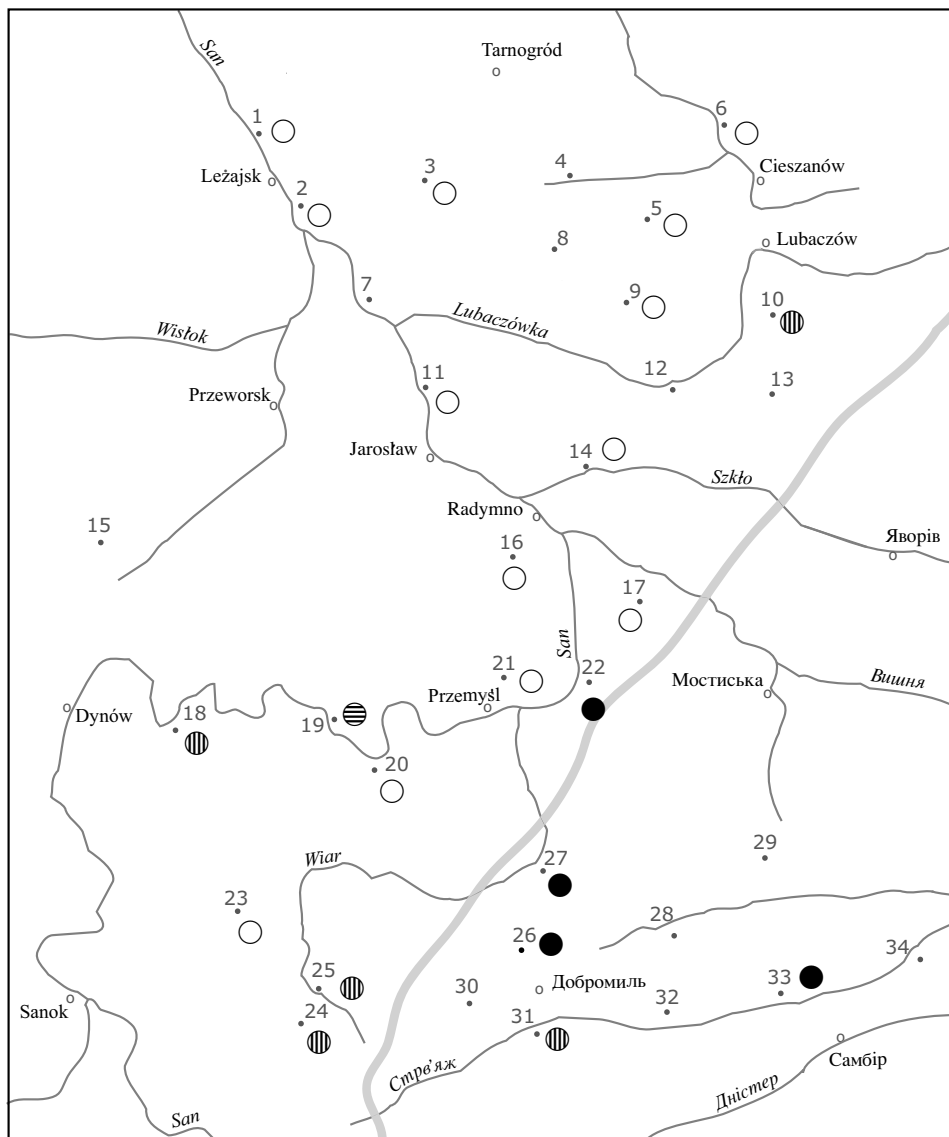 San
Tarnogród
1
6
Leżajsk
3
4
Cieszanów
2
5
8
Lubaczów
7
9
10
Wisłok
Lubaczówka
11
12
13
Przeworsk
Jarosław
14
Szkło
Radymno
15
16
Яворів
17
San
21
22
Przemyśl
Мостиська
Вишня
Dynów
18
19
20
Wiar
27
29
23
28
26
34
25
30
Добромиль
33
Sanok
24
31
32
Стрв'яж
Самбір
San
Дністер